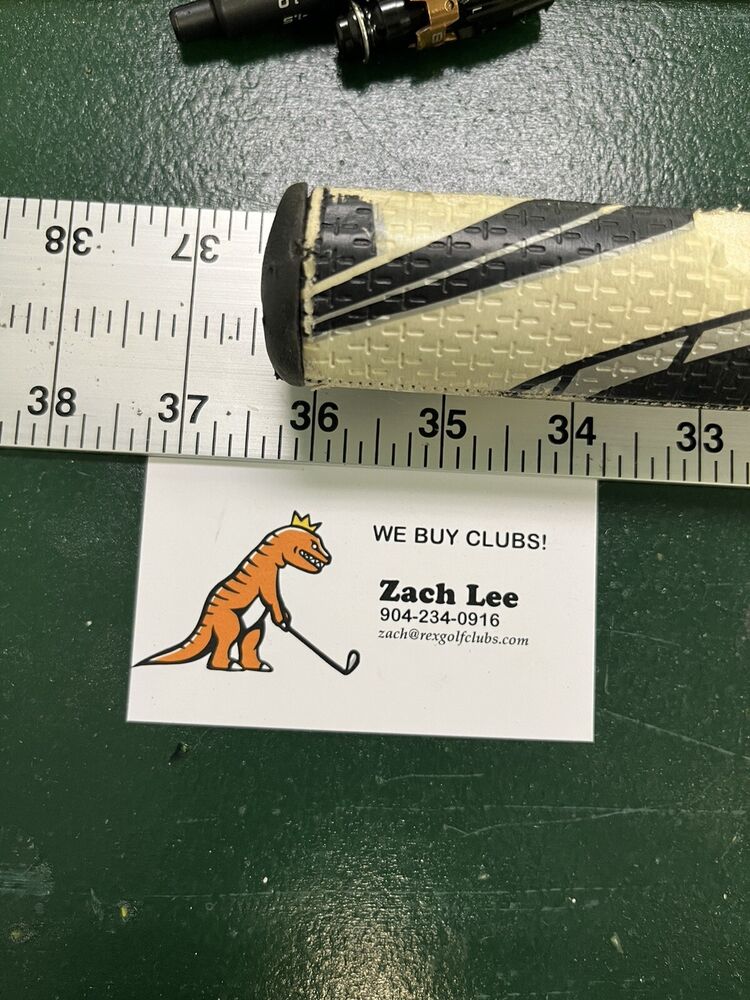 38 37
38 37 36 35 34 33
WE BUY CLUBS!
Zach Lee
904-234-0916
zach@rexgolfclubs.com